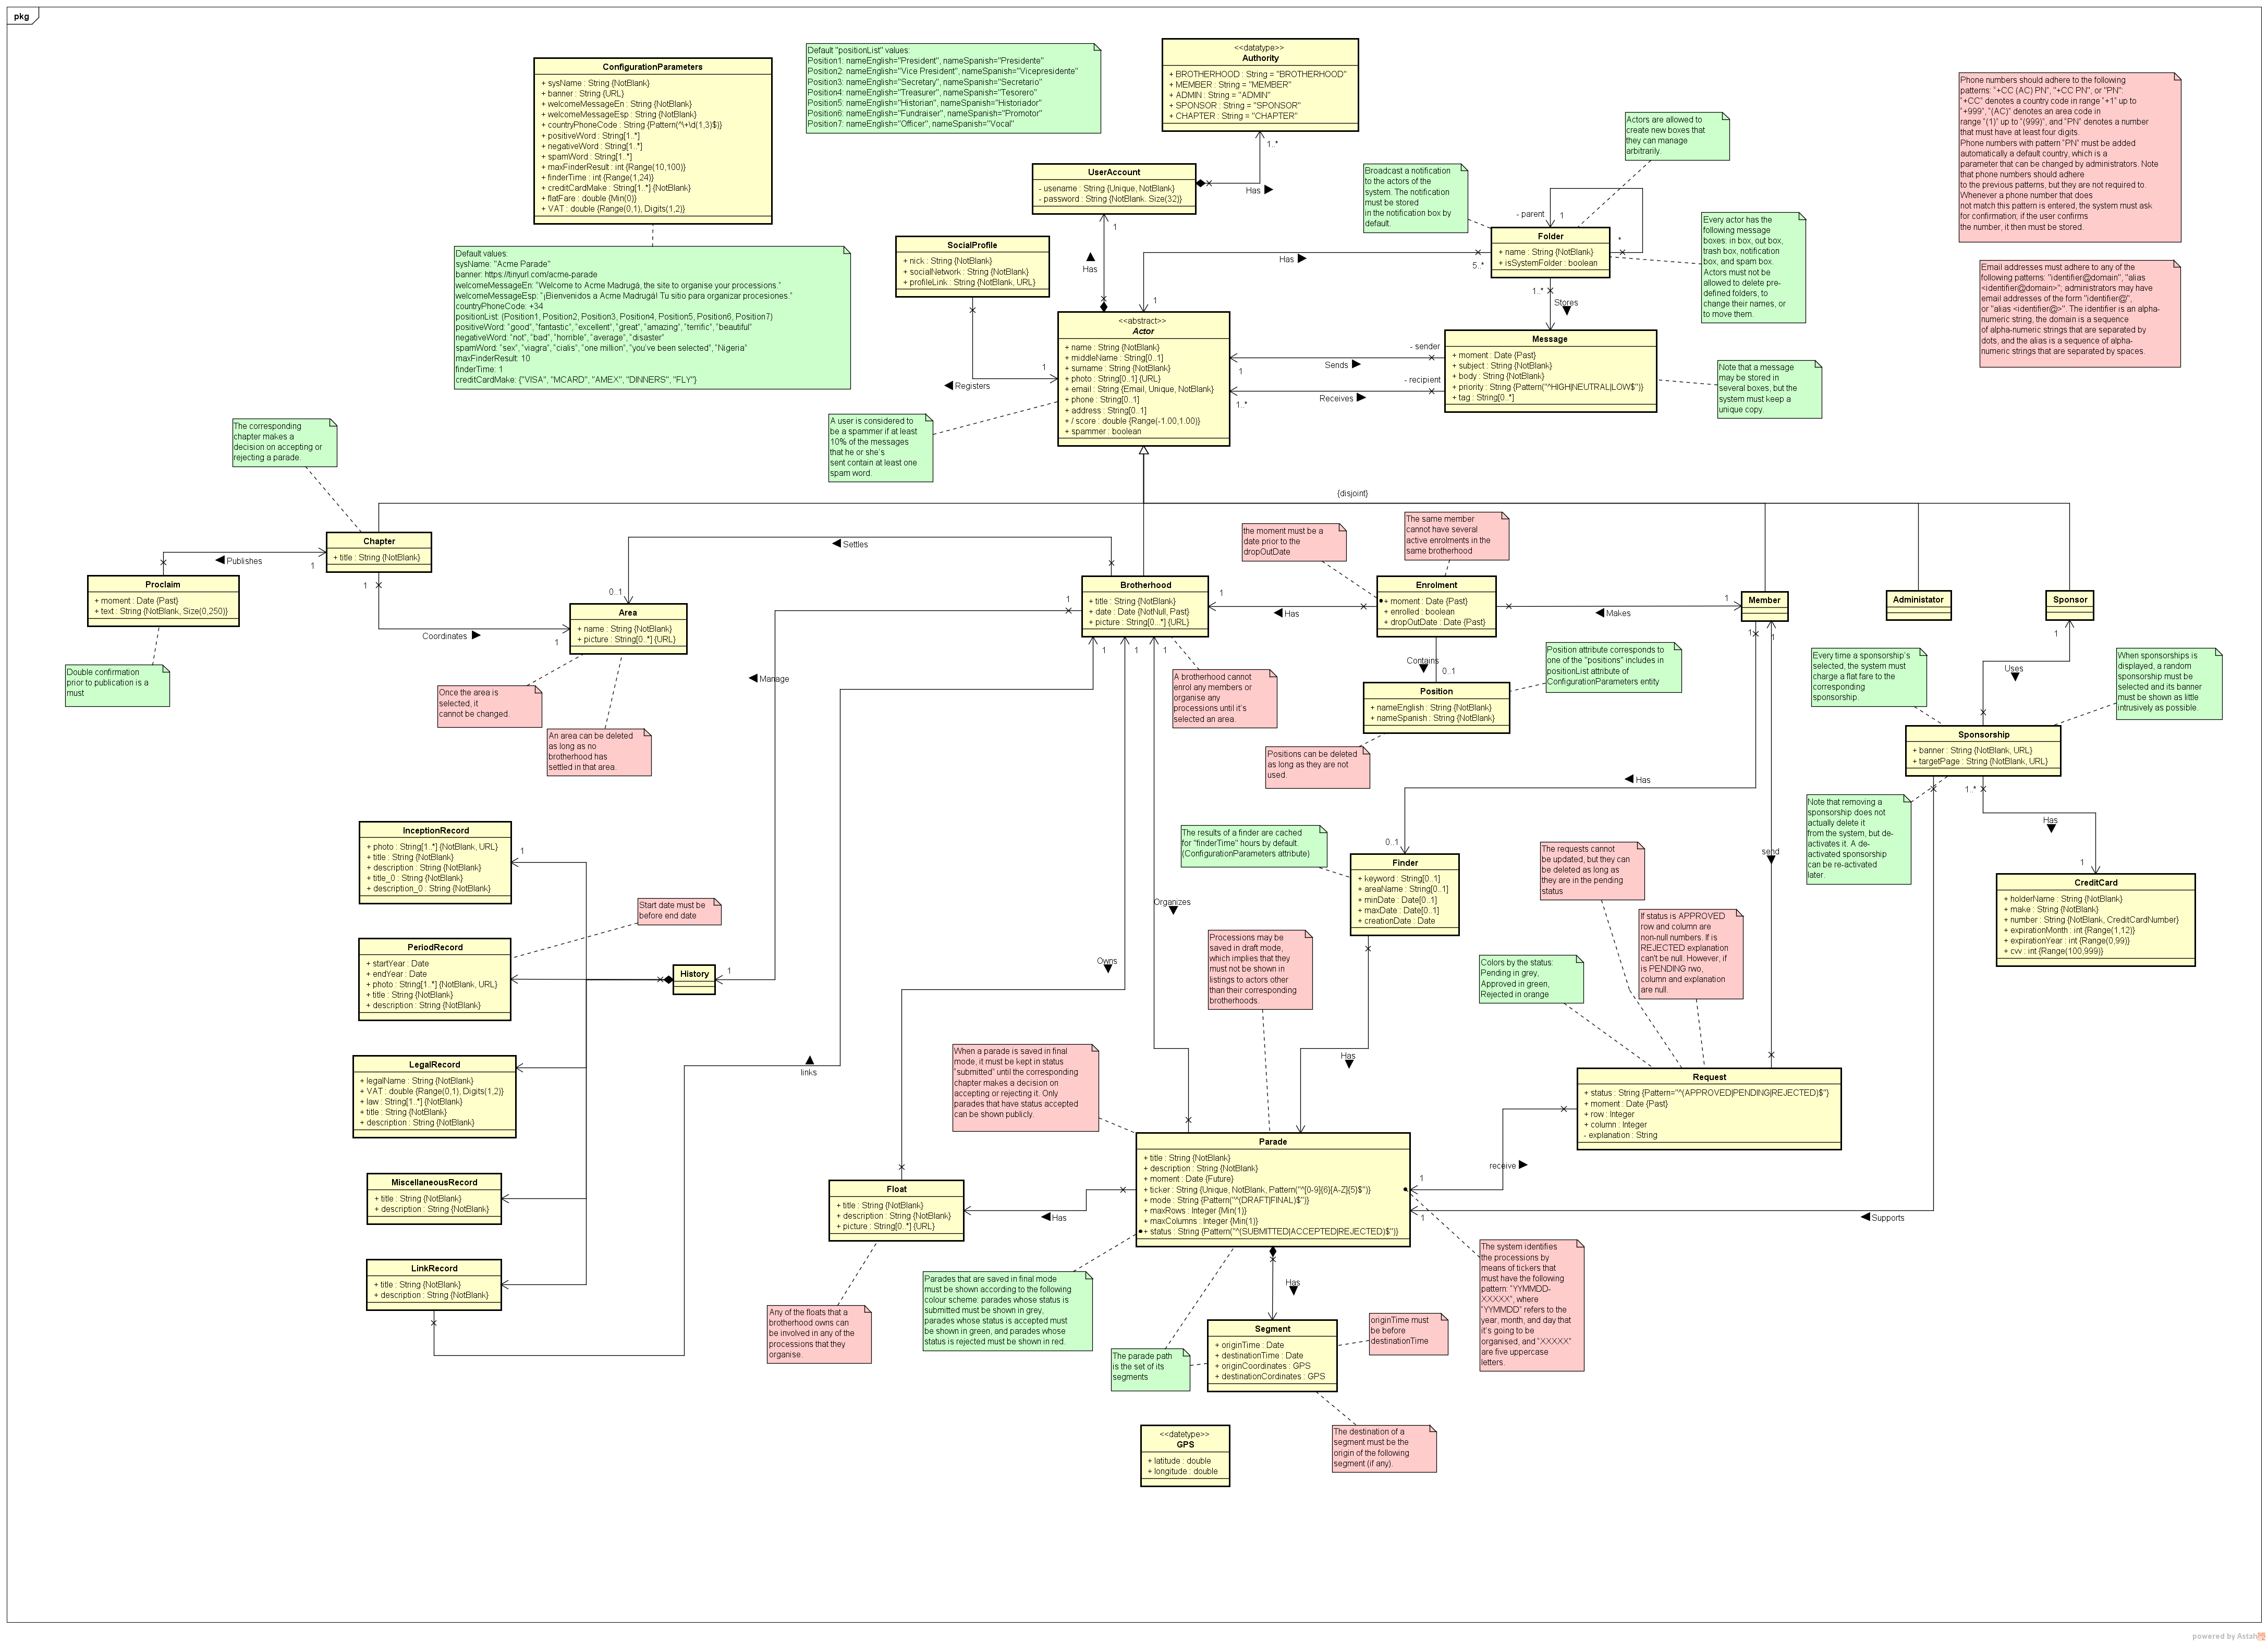 pkg
ConfigurationParameters
+ sysName : String {NotBlank}
+ banner : String {URL}
+ welcomeMessageEn : String {NotBlank}
+ welcomeMessageEsp : String {NotBlank}
+ countryPhoneCode : String {Pattern(^\+\d{1,3}$)}
+ positiveWord : String[1..*]
+ negativeWord : String[1..*]
+ spamWord : String[1..*]
+ maxFinderResult : int {Range(10,100)}
+ finderTime : int {Range(1,24)}
+ creditCardMake : String[1..*] {NotBlank}
+ flatFare : double {Min(0)}
+ VAT : double {Range(0,1), Digits(1,2)}
Default "positionList" values:
Position1: nameEnglish="President", nameSpanish="Presidente"
Position2: nameEnglish="Vice President", nameSpanish="Vicepresidente"
Position3: nameEnglish="Secretary", nameSpanish="Secretario"
Position4: nameEnglish="Treasurer", nameSpanish="Tesorero"
Position5: nameEnglish="Historian", nameSpanish="Historiador"
Position6: nameEnglish="Fundraiser", nameSpanish="Promotor"
Position7: nameEnglish="Officer", nameSpanish="Vocal"
<<datatype>>
Authority
+ BROTHERHOOD : String = "BROTHERHOOD"
+ MEMBER : String = "MEMBER"
+ ADMIN : String = "ADMIN"
+ SPONSOR : String = "SPONSOR"
+ CHAPTER : String = "CHAPTER"
1..*
Has
Phone numbers should adhere to the following
patterns: "+CC (AC) PN", "+CC PN", or "PN":
"+CC" denotes a country code in range "+1" up to
"+999", "(AC)" denotes an area code in
range "(1)" up to "(999)", and "PN" denotes a number
that must have at least four digits.
Phone numbers with pattern "PN" must be added
automatically a default country, which is a
parameter that can be changed by administrators. Note
that phone numbers should adhere
to the previous patterns, but they are not required to.
Whenever a phone number that does
not match this pattern is entered, the system must ask
for confirmation; if the user confirms
the number, it then must be stored.
Email addresses must adhere to any of the
following patterns: "identifier@domain", "alias
<identifier@domain>"; administrators may have
email addresses of the form "identifier@",
or "alias <identifier@>". The identifier is an alpha-
numeric string, the domain is a sequence
of alpha-numeric strings that are separated by
dots, and the alias is a sequence of alpha-
numeric strings that are separated by spaces.
UserAccount
- usename : String {Unique, NotBlank}
- password : String {NotBlank. Size(32)}
1
Has
Actors are allowed to
create new boxes that
they can manage
arbitrarily.
Broadcast a notification
to the actors of the
system. The notification
must be stored
in the notification box by
default.
Every actor has the
following message
boxes: in box, out box,
trash box, notification
box, and spam box.
Actors must not be
allowed to delete pre-
defined folders, to
change their names, or
to move them.
- parent
1
*
Folder
+ name : String {NotBlank}
+ isSystemFolder : boolean
5..*
Has
1
1..*
Stores
SocialProfile
+ nick : String {NotBlank}
+ socialNetwork : String {NotBlank}
+ profileLink : String {NotBlank, URL}
1
Registers
Default values:
sysName: "Acme Parade"
banner: https://tinyurl.com/acme-parade
welcomeMessageEn: "Welcome to Acme Madrugá, the site to organise your processions."
welcomeMessageEsp: "¡Bienvenidos a Acme Madrugá! Tu sitio para organizar procesiones."
countryPhoneCode: +34
positionList: (Position1, Position2, Position3, Position4, Position5, Position6, Position7)
positiveWord: "good", "fantastic", "excellent", "great", "amazing", "terrific", "beautiful"
negativeWord: "not", "bad", "horrible", "average", "disaster"
spamWord: "sex", "viagra", "cialis", "one million", "you've been selected", "Nigeria"
maxFinderResult: 10
finderTime: 1
creditCardMake: {"VISA", "MCARD", "AMEX", "DINNERS", "FLY"}
<<abstract>>
Actor
+ name : String {NotBlank}
+ middleName : String[0..1]
+ surname : String {NotBlank}
+ photo : String[0..1] {URL}
+ email : String {Email, Unique, NotBlank}
+ phone : String[0..1]
+ address : String[0..1]
+ / score : double {Range(-1.00,1.00)}
+ spammer : boolean
Message
+ moment : Date {Past}
+ subject : String {NotBlank}
+ body : String {NotBlank}
+ priority : String {Pattern("^HIGH|NEUTRAL|LOW$")}
+ tag : String[0..*]
- sender
Sends
1
- recipient
Receives
1..*
Note that a message
may be stored in
several boxes, but the
system must keep a
unique copy.
A user is considered to
be a spammer if at least
10% of the messages
that he or she's
sent contain at least one
spam word.
The corresponding
chapter makes a
decision on accepting or
rejecting a parade.
{disjoint}
Chapter
+ title : String {NotBlank}
Publishes
1
Proclaim
+ moment : Date {Past}
+ text : String {NotBlank, Size(0,250)}
Double confirmation
prior to publication is a
must
1
Coordinates
1
Settles
0..1
Area
+ name : String {NotBlank}
+ picture : String[0..*] {URL}
Once the area is
selected, it
cannot be changed.
An area can be deleted
as long as no
brotherhood has
settled in that area.
Brotherhood
+ title : String {NotBlank}
+ date : Date {NotNull, Past}
+ picture : String[0...*] {URL}
1
Manage
1
1
1
1
A brotherhood cannot
enrol any members or
organise any
processions until it's
selected an area.
the moment must be a
date prior to the
dropOutDate
The same member
cannot have several
active enrolments in the
same brotherhood
Enrolment
+ moment : Date {Past}
+ enrolled : boolean
+ dropOutDate : Date {Past}
1
Has
Makes
1
Contains
0..1
Position
+ nameEnglish : String {NotBlank}
+ nameSpanish : String {NotBlank}
Position attribute corresponds to
one of the "positions" includes in
positionList attribute of
ConfigurationParameters entity
Positions can be deleted
as long as they are not
used.
Member
1
1
Has
0..1
send
Administator
Sponsor
1
Uses
Every time a sponsorship's
selected, the system must
charge a flat fare to the
corresponding
sponsorship.
When sponsorships is
displayed, a random
sponsorship must be
selected and its banner
must be shown as little
intrusively as possible.
Sponsorship
+ banner : String {NotBlank, URL}
+ targetPage : String {NotBlank, URL}
1..*
Has
1
Note that removing a
sponsorship does not
actually delete it
from the system, but de-
activates it. A de-
activated sponsorship
can be re-activated
later.
CreditCard
+ holderName : String {NotBlank}
+ make : String {NotBlank}
+ number : String {NotBlank, CreditCardNumber}
+ expirationMonth : int {Range(1,12)}
+ expirationYear : int {Range(0,99)}
+ cvv : int {Range(100,999)}
The results of a finder are cached
for "finderTime" hours by default.
(ConfigurationParameters attribute)
Finder
+ keyword : String[0..1]
+ areaName : String[0..1]
+ minDate : Date[0..1]
+ maxDate : Date[0..1]
+ creationDate : Date
Has
The requests cannot
be updated, but they can
be deleted as long as
they are in the pending
status
If status is APPROVED
row and column are
non-null numbers. If is
REJECTED explanation
can't be null. However, if
is PENDING rwo,
column and explanation
are null.
Colors by the status:
Pending in grey,
Approved in green,
Rejected in orange
Request
+ status : String {Pattern="^(APPROVED|PENDING|REJECTED)$"}
+ moment : Date {Past}
+ row : Integer
+ column : Integer
- explanation : String
receive
1
Supports
1
InceptionRecord
+ photo : String[1..*] {NotBlank, URL}
+ title : String {NotBlank}
+ description : String {NotBlank}
+ title_0 : String {NotBlank}
+ description_0 : String {NotBlank}
1
Start date must be
before end date
PeriodRecord
+ startYear : Date
+ endYear : Date
+ photo : String[1..*] {NotBlank, URL}
+ title : String {NotBlank}
+ description : String {NotBlank}
History
LegalRecord
+ legalName : String {NotBlank}
+ VAT : double {Range(0,1), Digits(1,2)}
+ law : String[1..*] {NotBlank}
+ title : String {NotBlank}
+ description : String {NotBlank}
MiscellaneousRecord
+ title : String {NotBlank}
+ description : String {NotBlank}
LinkRecord
+ title : String {NotBlank}
+ description : String {NotBlank}
links
Owns
Organizes
Processions may be
saved in draft mode,
which implies that they
must not be shown in
listings to actors other
than their corresponding
brotherhoods.
When a parade is saved in final
mode, it must be kept in status
"submitted" until the corresponding
chapter makes a decision on
accepting or rejecting it. Only
parades that have status accepted
can be shown publicly.
Parade
+ title : String {NotBlank}
+ description : String {NotBlank}
+ moment : Date {Future}
+ ticker : String {Unique, NotBlank, Pattern("^[0-9]{6}[A-Z]{5}$")}
+ mode : String {Pattern("^(DRAFT|FINAL)$")}
+ maxRows : Integer {Min(1)}
+ maxColumns : Integer {Min(1)}
+ status : String {Pattern("^(SUBMITTED|ACCEPTED|REJECTED)$")}
Float
+ title : String {NotBlank}
+ description : String {NotBlank}
+ picture : String[0..*] {URL}
Has
Any of the floats that a
brotherhood owns can
be involved in any of the
processions that they
organise.
Parades that are saved in final mode
must be shown according to the following
colour scheme: parades whose status is
submitted must be shown in grey,
parades whose status is accepted must
be shown in green, and parades whose
status is rejected must be shown in red.
The system identifies
the processions by
means of tickers that
must have the following
pattern: "YYMMDD-
XXXXX", where
"YYMMDD" refers to the
year, month, and day that
it's going to be
organised, and "XXXXX"
are five uppercase
letters.
Has
The parade path
is the set of its
segments
Segment
+ originTime : Date
+ destinationTime : Date
+ originCoordinates : GPS
+ destinationCordinates : GPS
originTime must
be before
destinationTime
The destination of a
segment must be the
origin of the following
segment (if any).
<<datetype>>
GPS
+ latitude : double
+ longitude : double
powered by Astah